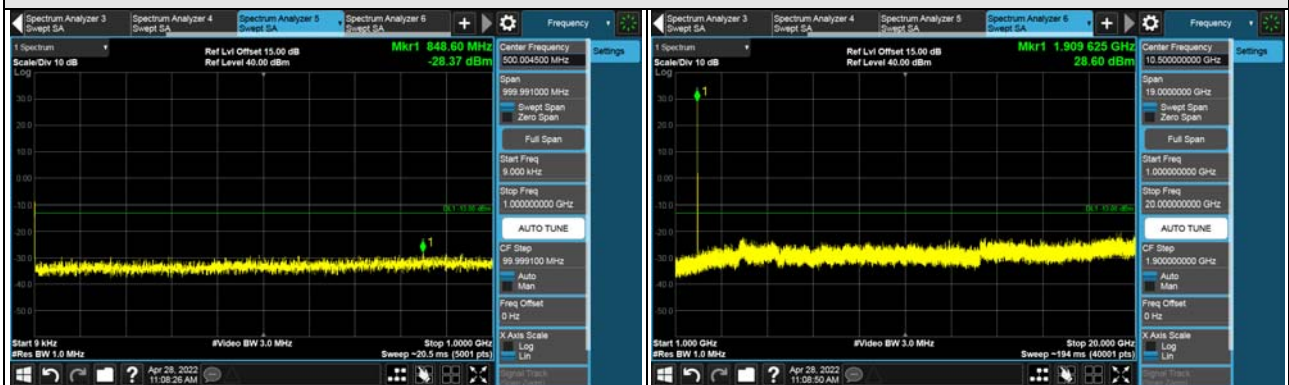 Spectrum Analyzer 3
Swept SA
Spectrum Analyzer 4
Swept SA
Spectrum Analyzer 5
Swept SA
Spectrum Analyzer 6
Swept SA
+
Frequency
1 Spectrum
Scale/Div 10 dB
Log
Ref Lvl Offset 15.00 dB
Ref Level 40.00 dBm
Mkr1 848.60 MHz
-28.37 dBm
30.0
20.0
10.0
0.00
-10.0
-20.0
-30.0
-40.0
-50.0
DL1 -13.00 dBm
1
Start 9 kHz
#Res BW 1.0 MHz
#Video BW 3.0 MHz
Stop 1.0000 GHz
Sweep ~20.5 ms (5001 pts)
Center Frequency
500.004500 MHz
Span
999.991000 MHz
Swept Span
Zero Span
Full Span
Start Freq
9.000 kHz
Stop Freq
1.000000000 GHz
AUTO TUNE
CF Step
99.999100 MHz
Auto
Man
Freq Offset
0 Hz
X Axis Scale
Log
Lin
Signal Track
Settings
?
Apr 28, 2022
11:08:26 AM
Spectrum Analyzer 3
Swept SA
Spectrum Analyzer 4
Swept SA
Spectrum Analyzer 5
Swept SA
Spectrum Analyzer 6
Swept SA
+
Frequency
1 Spectrum
Scale/Div 10 dB
Log
Ref Lvl Offset 15.00 dB
Ref Level 40.00 dBm
Mkr1 1.909 625 GHz
28.60 dBm
30.0
20.0
10.0
0.00
-10.0
-20.0
-30.0
-40.0
-50.0
DL1 -13.00 dBm
1
Start 1.000 GHz
#Res BW 1.0 MHz
#Video BW 3.0 MHz
Stop 20.000 GHz
Sweep ~194 ms (40001 pts)
Center Frequency
10.500000000 GHz
Span
19.0000000 GHz
Swept Span
Zero Span
Full Span
Start Freq
1.000000000 GHz
Stop Freq
20.000000000 GHz
AUTO TUNE
CF Step
1.900000000 GHz
Auto
Man
Freq Offset
0 Hz
X Axis Scale
Log
Lin
Signal Track
Settings
?
Apr 28, 2022
11:08:50 AM